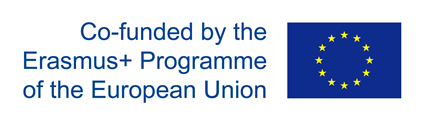 Co-funded by the
Erasmus+ Programme
of the European Union